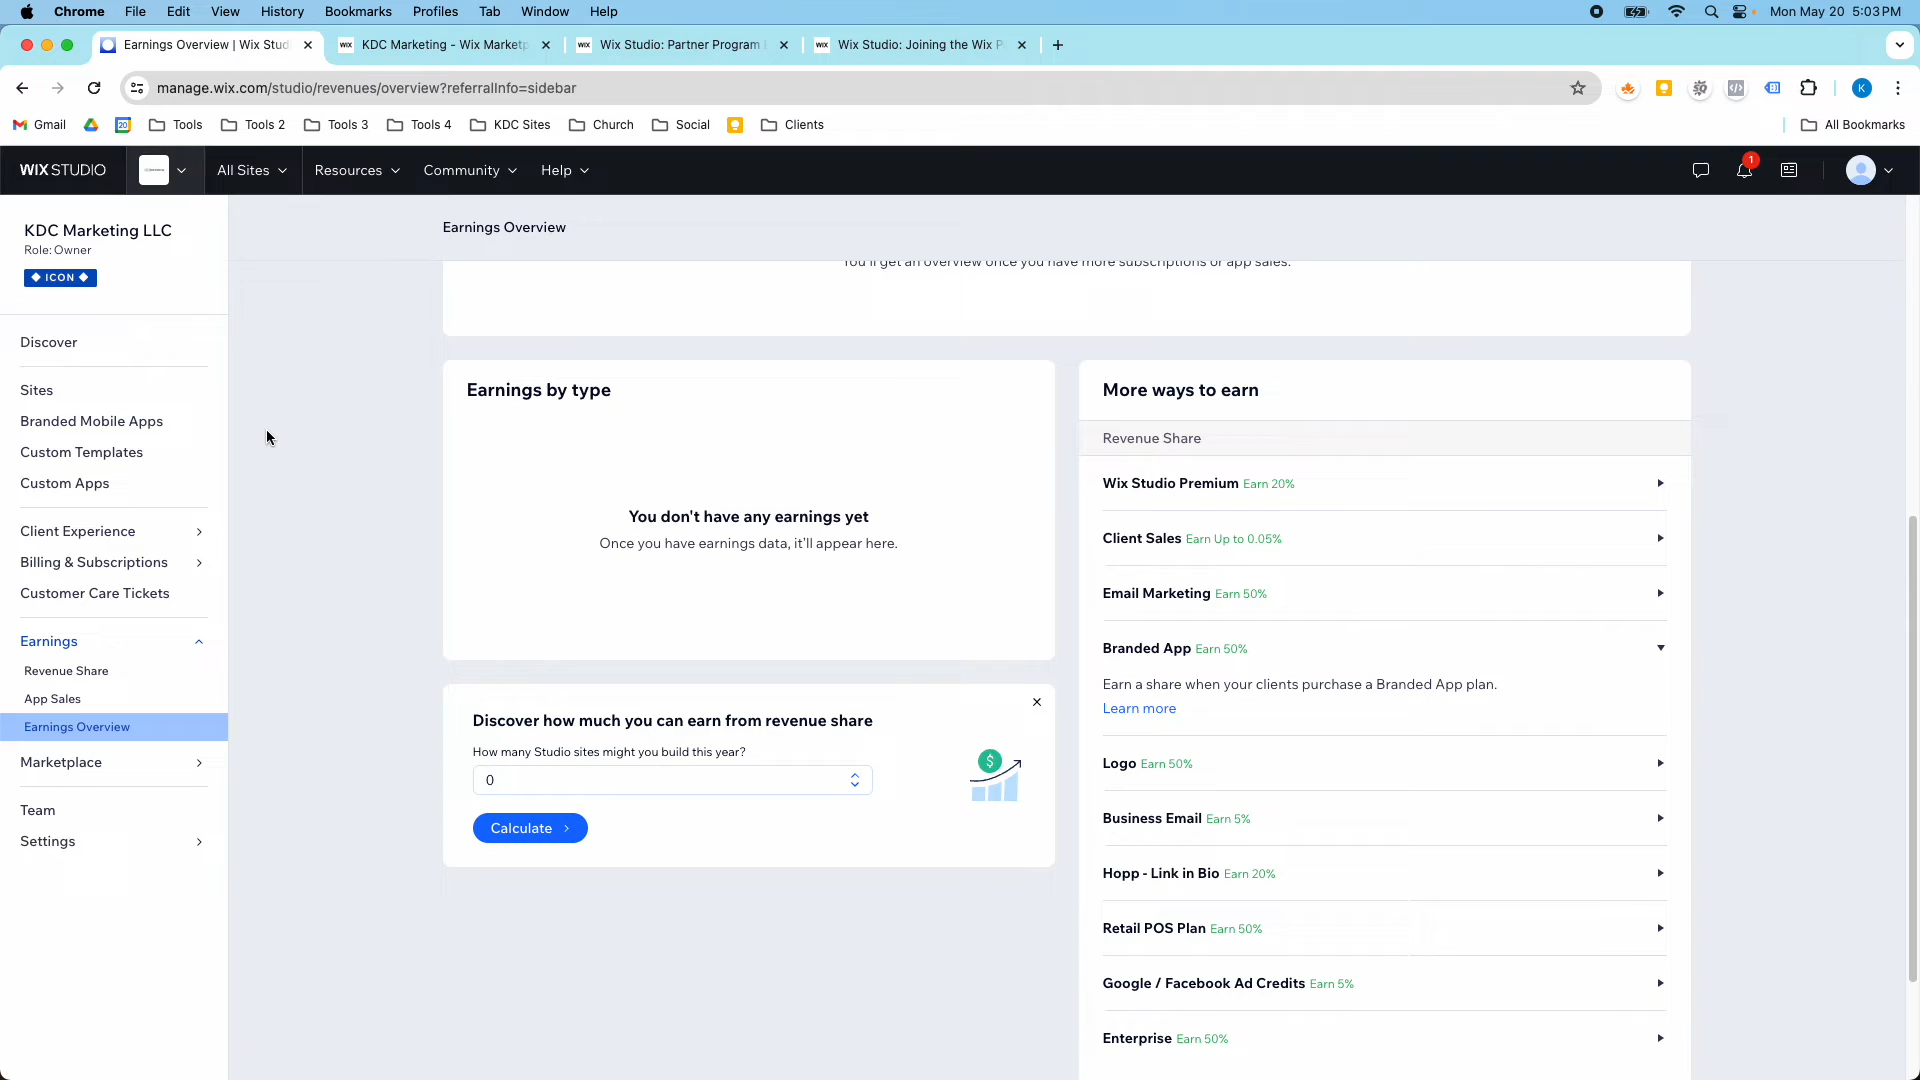 Chrome File Edit View History Bookmarks Profiles Tab Window Help Mon May 20 5:03 PM
Earnings Overview | Wix Stud KDC Marketing - Wix Marketp Wix Studio: Partner Program Wix Studio: Joining the Wix P
manage.wix.com/studio/revenues/overview?referralInfo=sidebar K
Gmail 20 Tools Tools 2 Tools 3 Tools 4 KDC Sites Church Social Clients All Bookmarks
WIX STUDIO All Sites Resources Community Help 1
KDC Marketing LLC
Role: Owner
ICON
Discover
Sites
Branded Mobile Apps
Custom Templates
Custom Apps
Client Experience
Billing & Subscriptions
Customer Care Tickets
Earnings
Revenue Share
App Sales
Earnings Overview
Marketplace
Team
Settings
Earnings Overview
You'll get an overview once you have more subscriptions or app sales.
Earnings by type
You don't have any earnings yet
Once you have earnings data, it'll appear here.
Discover how much you can earn from revenue share
How many Studio sites might you build this year?
0
Calculate
More ways to earn
Revenue Share
Wix Studio Premium Earn 20%
Client Sales Earn Up to 0.05%
Email Marketing Earn 50%
Branded App Earn 50%
Earn a share when your clients purchase a Branded App plan.
Learn more
Logo Earn 50%
Business Email Earn 5%
Hopp - Link in Bio Earn 20%
Retail POS Plan Earn 50%
Google / Facebook Ad Credits Earn 5%
Enterprise Earn 50%